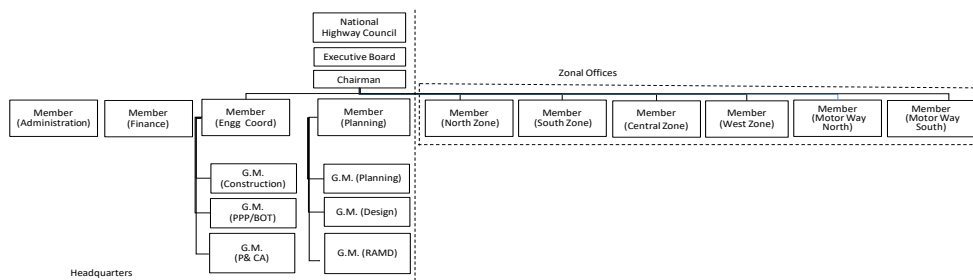 National
Highway Council
Executive Board
Chairman
Zonal Offices
Member
(Administration)
Member
(Finance)
Member
(Engg Coord)
Member
(Planning)
Member
(North Zone)
Member
(South Zone)
Member
(Central Zone)
Member
(West Zone)
Member
(Motor Way
North)
Member
(Motor Way
South)
G.M.
(Construction)
G.M. (Planning)
G.M.
(PPP/BOT)
G.M. (Design)
G.M.
(P& CA)
G.M. (RAMD)
Headquarters